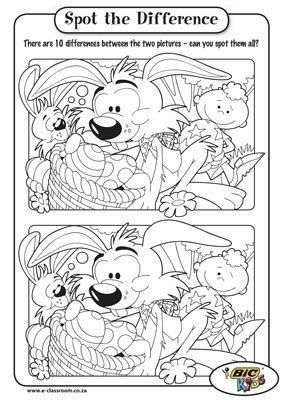 Spot the Difference
There are 10 differences between the two pictures – can you spot them all?
www.e-classroom.co.za
BIC
KIDS